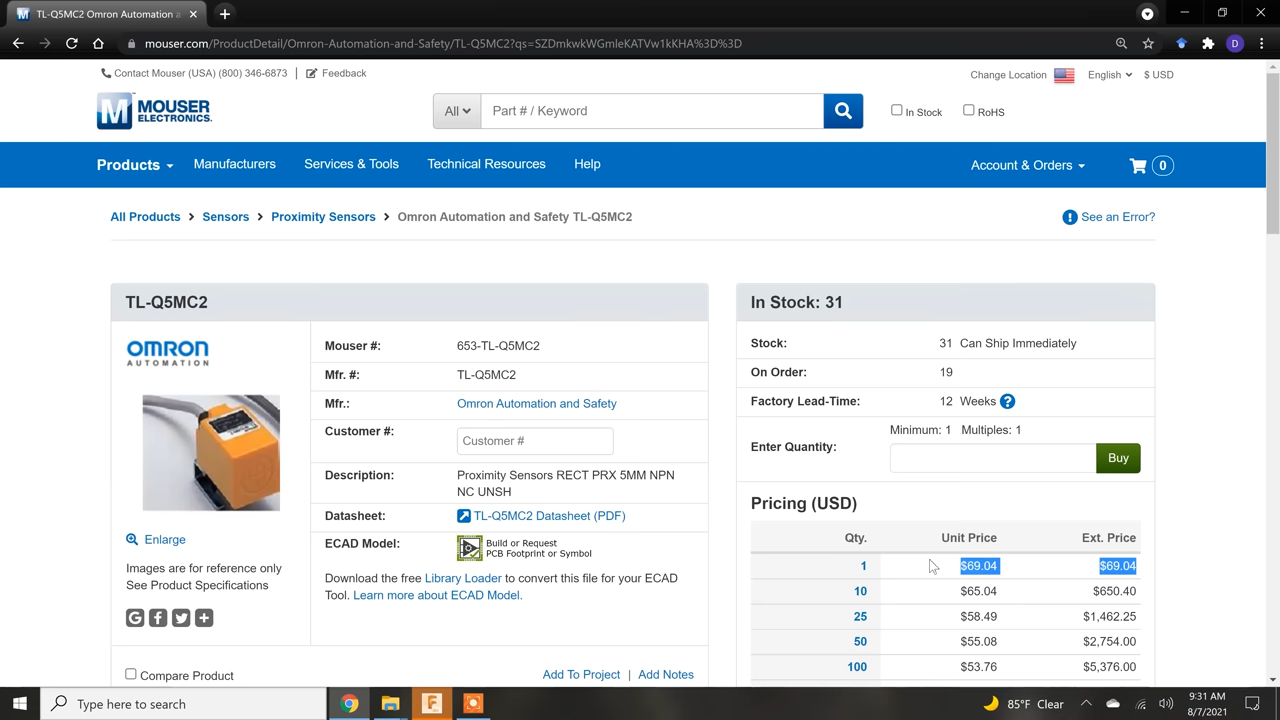 TL-Q5MC2 Omron Automation a
mouser.com/ProductDetail/Omron-Automation-and-Safety/TL-Q5MC2?qs=SZDmkwkWGmleKATVw1kKHA%3D%3D
D
Contact Mouser (USA) (800) 346-6873 | Feedback
Change Location English $ USD
M MOUSER
ELECTRONICS
All Part # / Keyword In Stock RoHS
Products Manufacturers Services & Tools Technical Resources Help Account & Orders 0
All Products > Sensors > Proximity Sensors > Omron Automation and Safety TL-Q5MC2
See an Error?
TL-Q5MC2
OMRON
AUTOMATION
Enlarge
Images are for reference only
See Product Specifications
Mouser #: 653-TL-Q5MC2
Mfr. #: TL-Q5MC2
Mfr.: Omron Automation and Safety
Customer #: Customer #
Description: Proximity Sensors RECT PRX 5MM NPN
NC UNSH
Datasheet: TL-Q5MC2 Datasheet (PDF)
ECAD Model: Build or Request
PCB Footprint or Symbol
Download the free Library Loader to convert this file for your ECAD
Tool. Learn more about ECAD Model.
Compare Product Add To Project | Add Notes
In Stock: 31
Stock: 31 Can Ship Immediately
On Order: 19
Factory Lead-Time: 12 Weeks
Minimum: 1 Multiples: 1
Enter Quantity: Buy
Pricing (USD)
Qty. Unit Price Ext. Price
1 $69.04 $69.04
10 $65.04 $650.40
25 $58.49 $1,462.25
50 $55.08 $2,754.00
100 $53.76 $5,376.00
Type here to search
85°F Clear
9:31 AM
8/7/2021